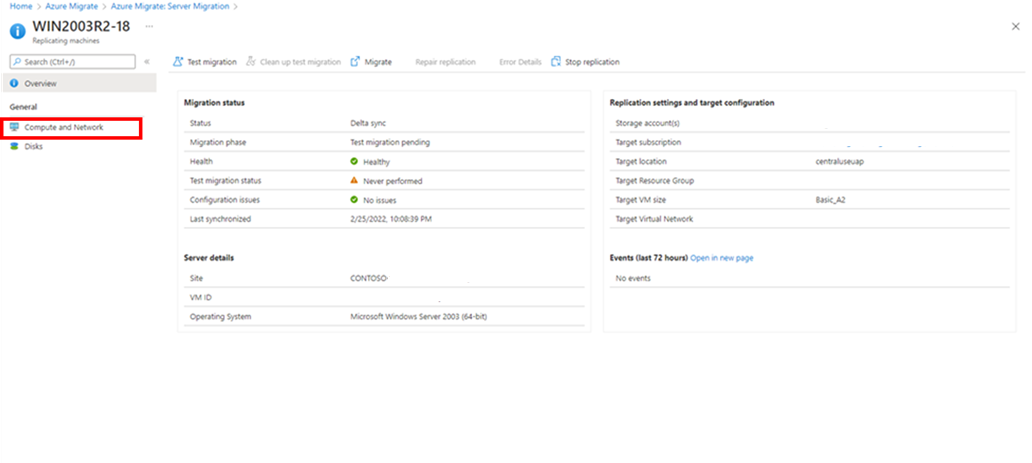 Home > Azure Migrate > Azure Migrate: Server Migration >
WIN2003R2-18 ...
Replicating machines
Search (Ctrl+/)
Overview
General
Compute and Network
Disks
Test migration Clean up test migration Migrate Repair replication Error Details Stop replication
Migration status
Status Delta sync
Migration phase Test migration pending
Health Healthy
Test migration status Never performed
Configuration issues No issues
Last synchronized 2/25/2022, 10:08:39 PM
Server details
Site CONTOSO
VM ID
Operating System Microsoft Windows Server 2003 (64-bit)
Replication settings and target configuration
Storage account(s)
Target subscription
Target location centraluseuap
Target Resource Group
Target VM size Basic_A2
Target Virtual Network
Events (last 72 hours) Open in new page
No events